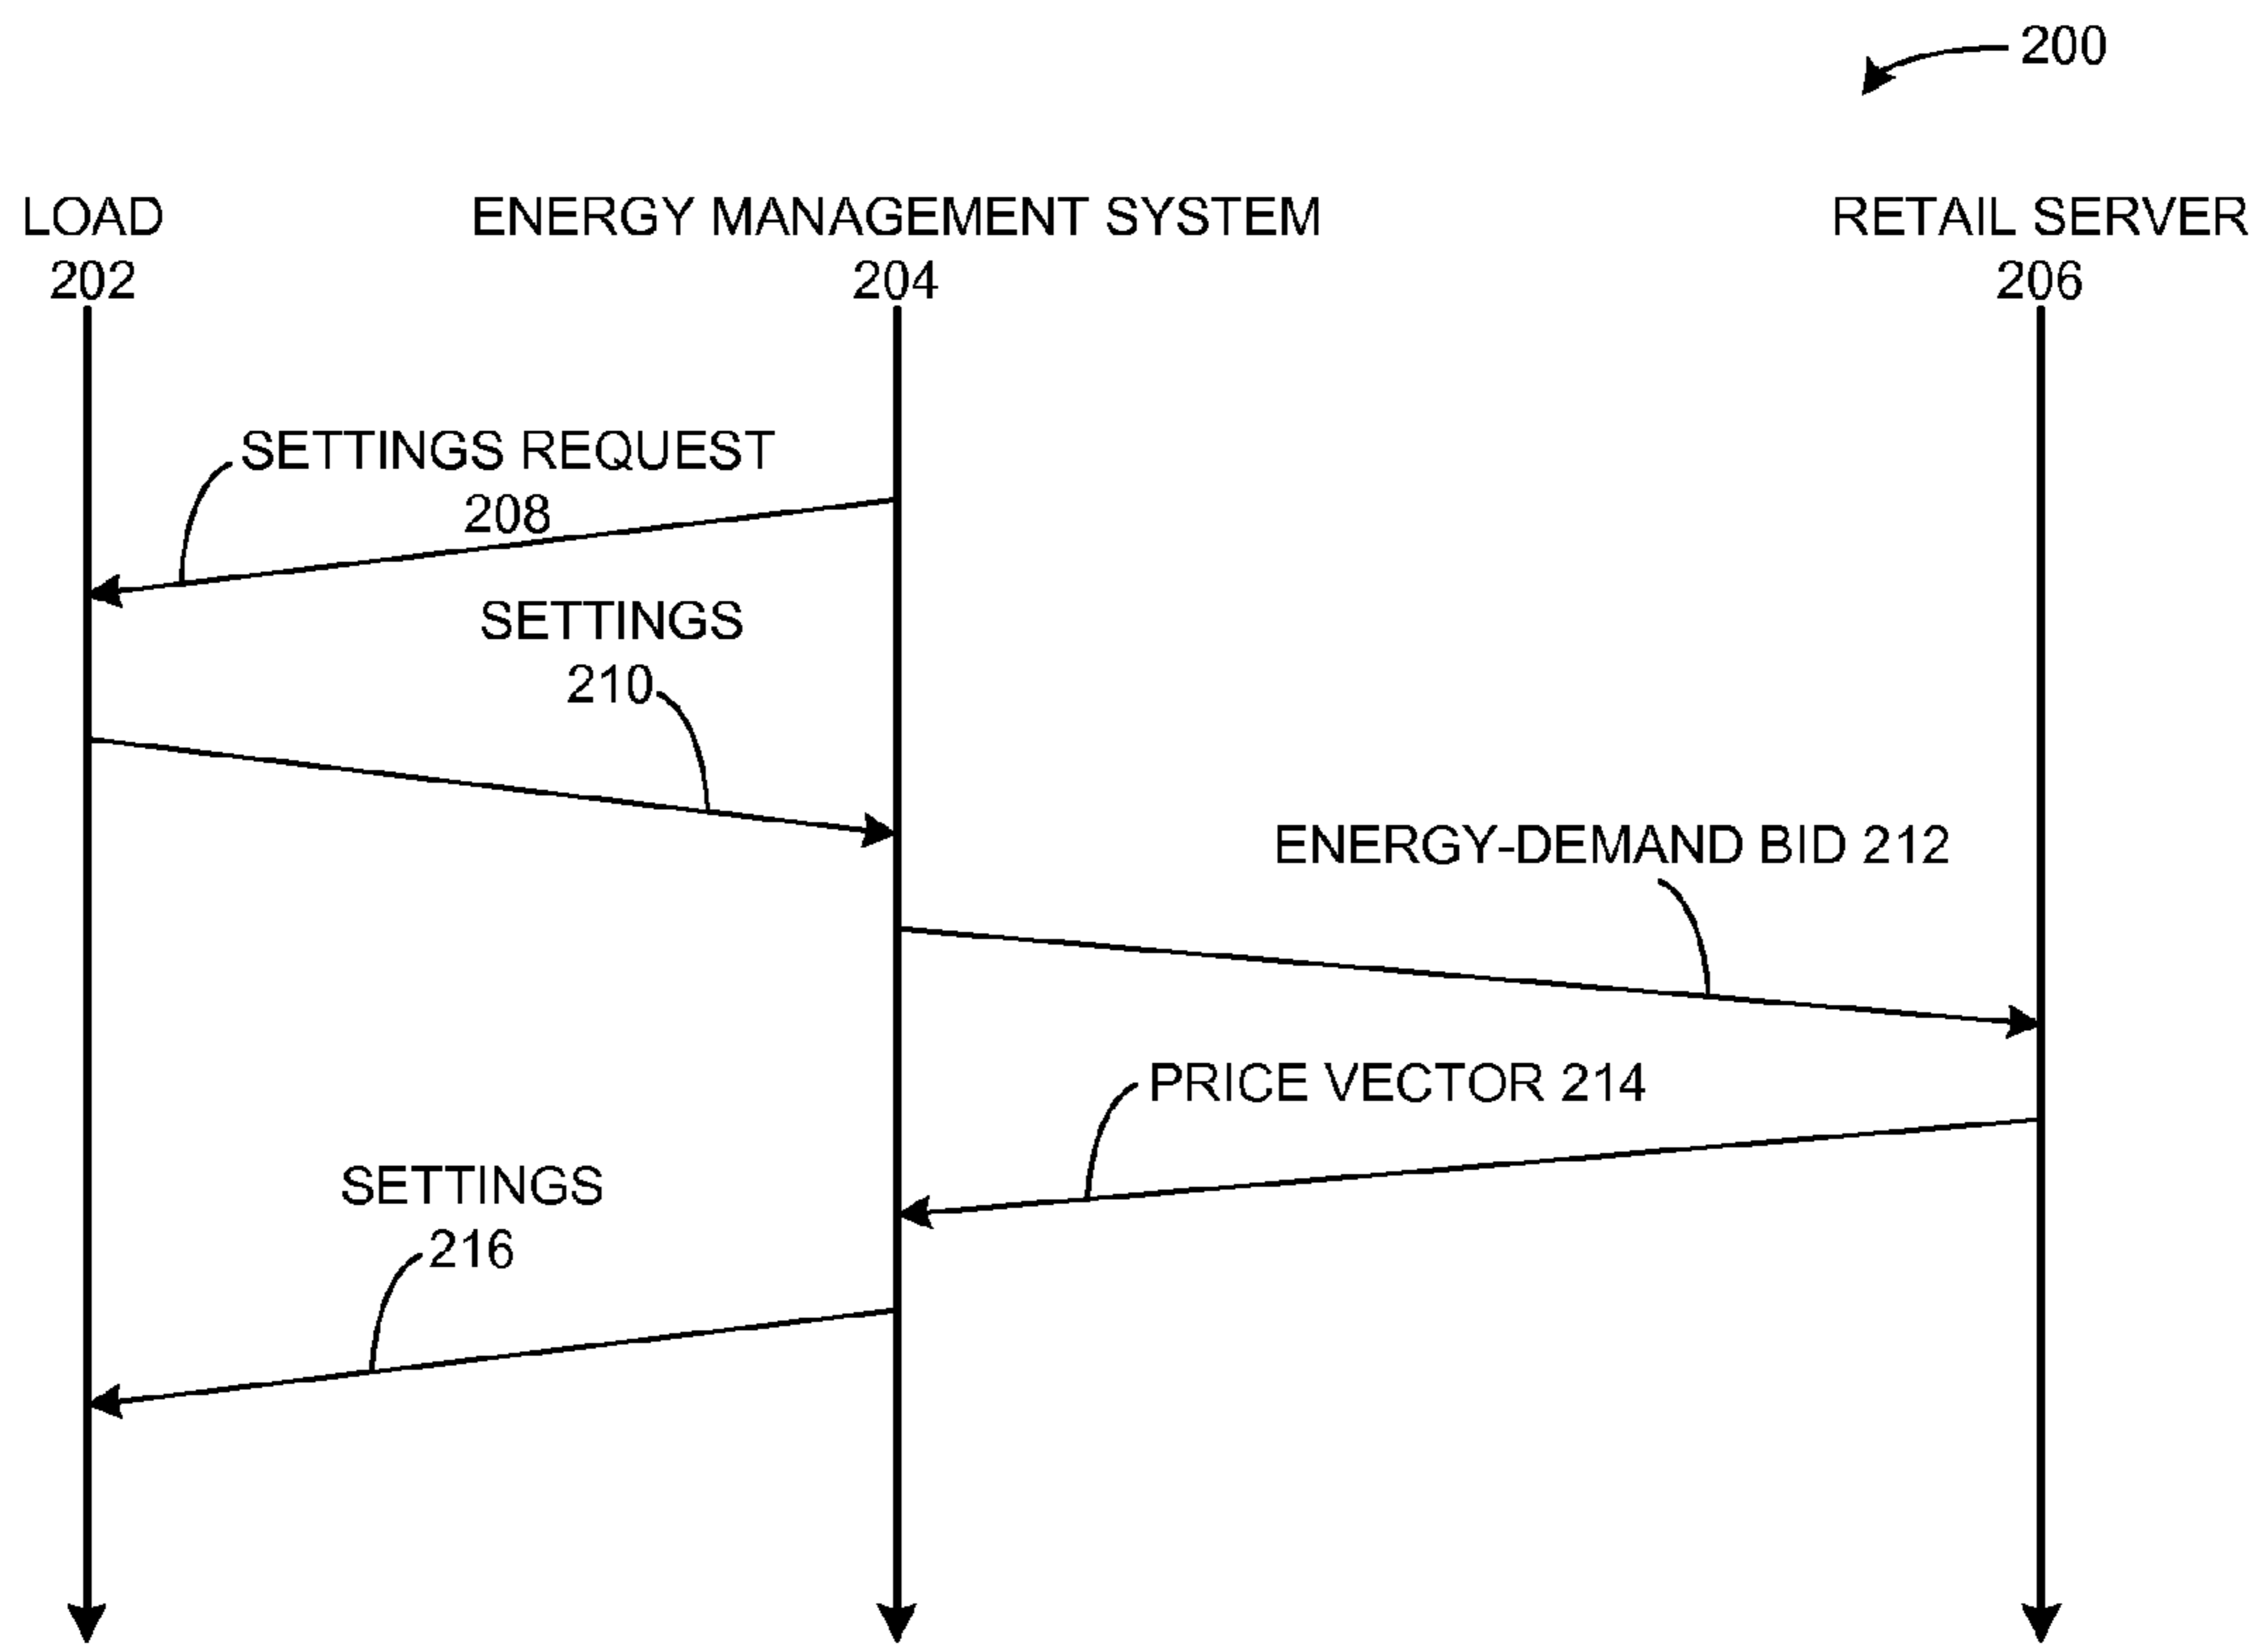 200
LOAD
202
ENERGY MANAGEMENT SYSTEM
204
RETAIL SERVER
206
SETTINGS REQUEST
208
SETTINGS
210
ENERGY-DEMAND BID 212
PRICE VECTOR 214
SETTINGS
216